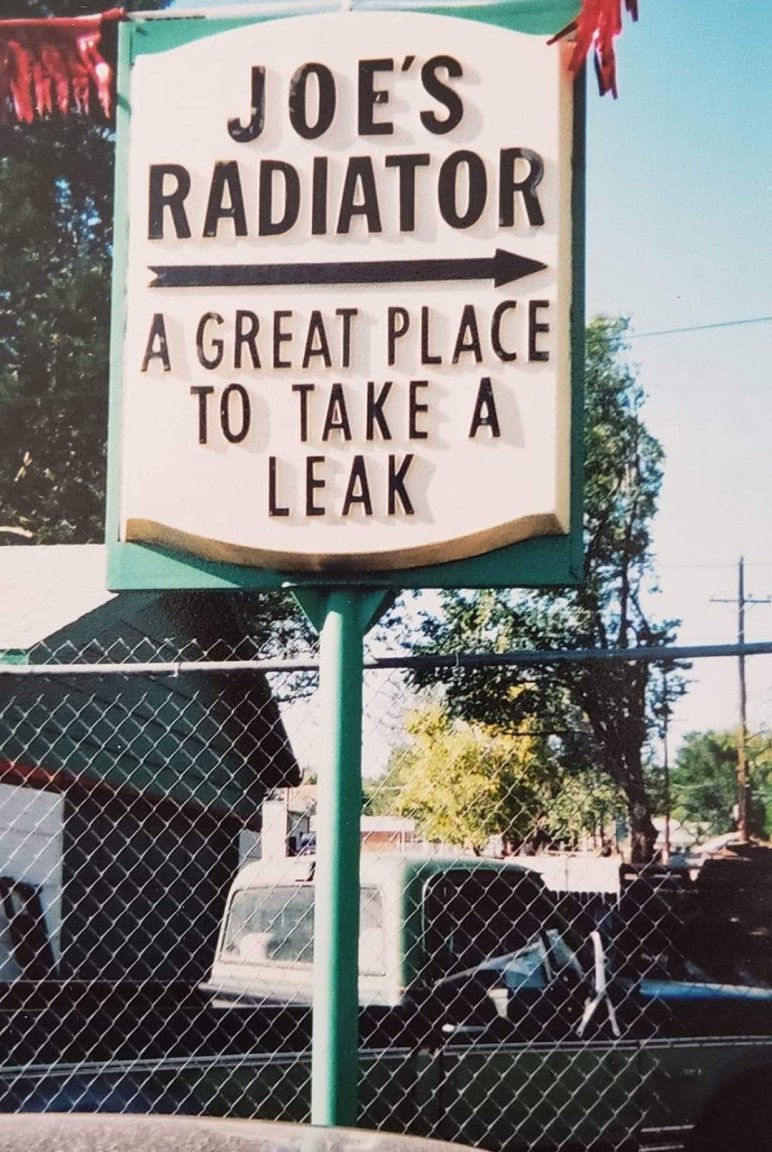 JOE'S
RADIATOR
A GREAT PLACE
TO TAKE A
LEAK